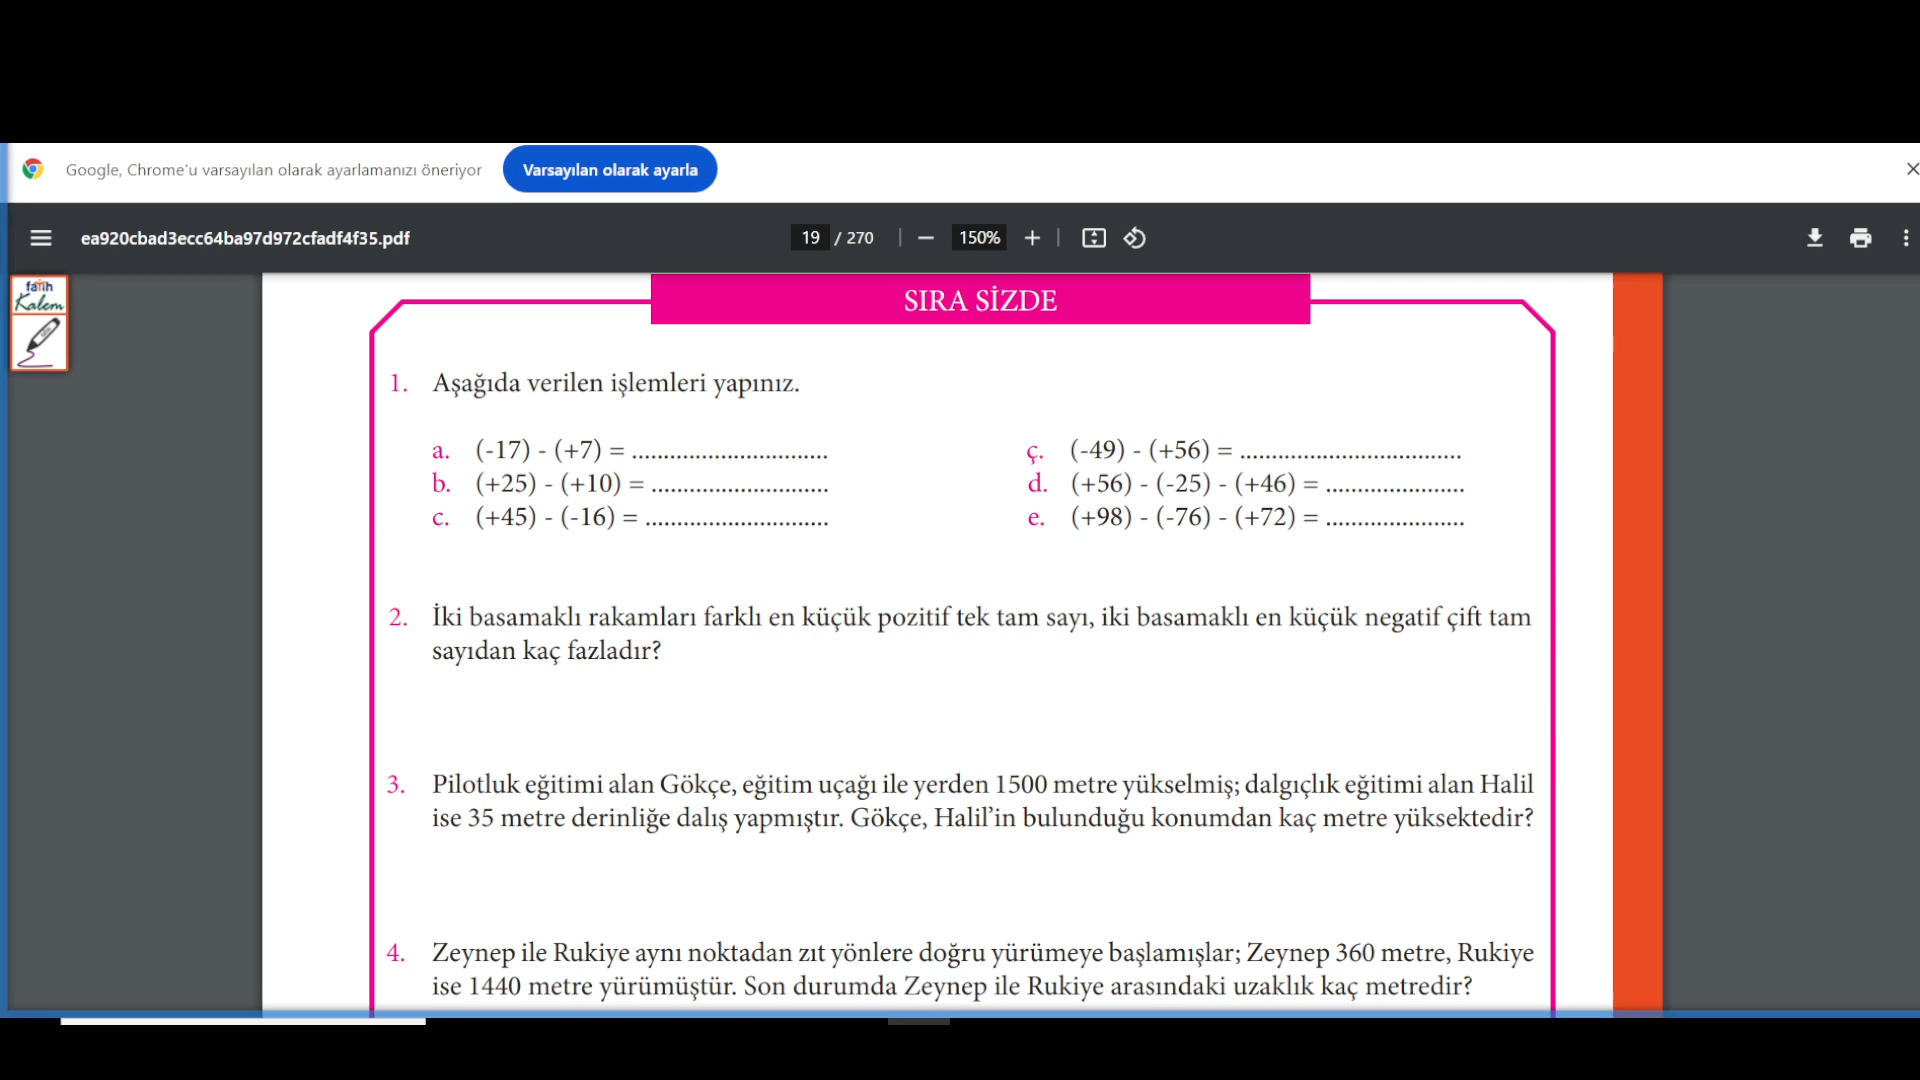 Google, Chrome'u varsayılan olarak ayarlamanızı öneriyor
Varsayılan olarak ayarla
ea920cbad3ecc64ba97d972cfadf4f35.pdf
19 / 270
150%
fatih
Kalem
SIRA SİZDE
1. Aşağıda verilen işlemleri yapınız.
a. (-17) - (+7) = ...............................
b. (+25) - (+10) = ............................
c. (+45) - (-16) = .............................
ç. (-49) - (+56) = ...................................
d. (+56) - (-25) - (+46) = ......................
e. (+98) - (-76) - (+72) = ......................
2. İki basamaklı rakamları farklı en küçük pozitif tek tam sayı, iki basamaklı en küçük negatif çift tam
sayıdan kaç fazladır?
3. Pilotluk eğitimi alan Gökçe, eğitim uçağı ile yerden 1500 metre yükselmiş; dalgıçlık eğitimi alan Halil
ise 35 metre derinliğe dalış yapmıştır. Gökçe, Halil’in bulunduğu konumdan kaç metre yüksektedir?
4. Zeynep ile Rukiye aynı noktadan zıt yönlere doğru yürümeye başlamışlar; Zeynep 360 metre, Rukiye
ise 1440 metre yürümüştür. Son durumda Zeynep ile Rukiye arasındaki uzaklık kaç metredir?